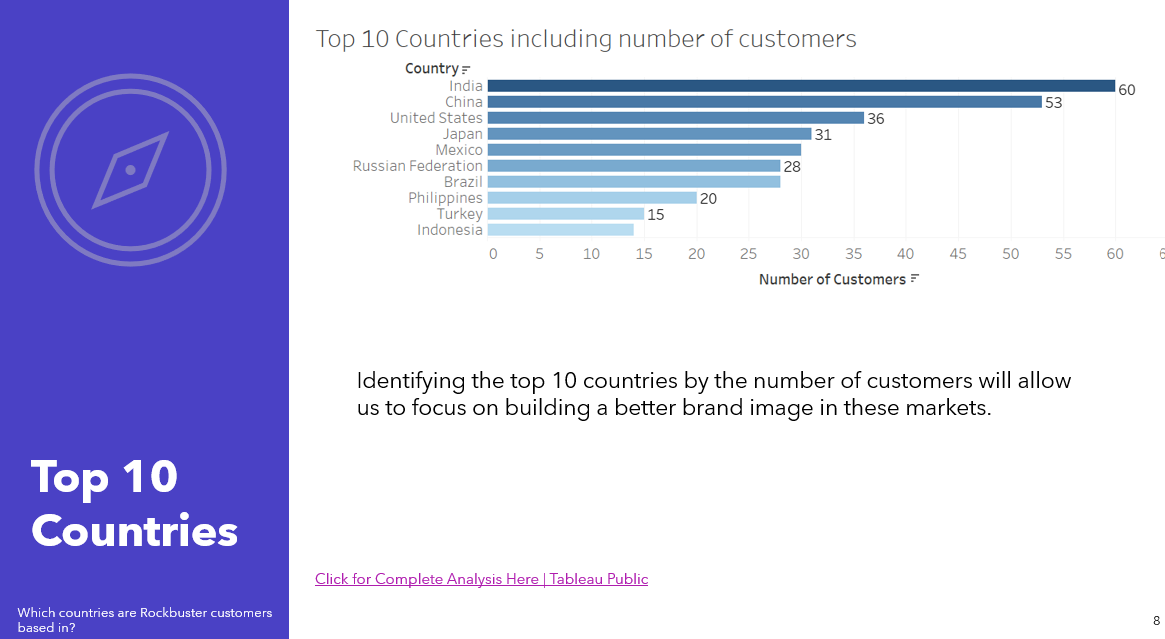 Top 10 Countries including number of customers
Country
India 60
China 53
United States 36
Japan 31
Mexico
Russian Federation 28
Brazil
Philippines 20
Turkey 15
Indonesia
0 5 10 15 20 25 30 35 40 45 50 55 60
Number of Customers
Identifying the top 10 countries by the number of customers will allow
us to focus on building a better brand image in these markets.
Top 10
Countries
Click for Complete Analysis Here | Tableau Public
Which countries are Rockbuster customers
based in?
8